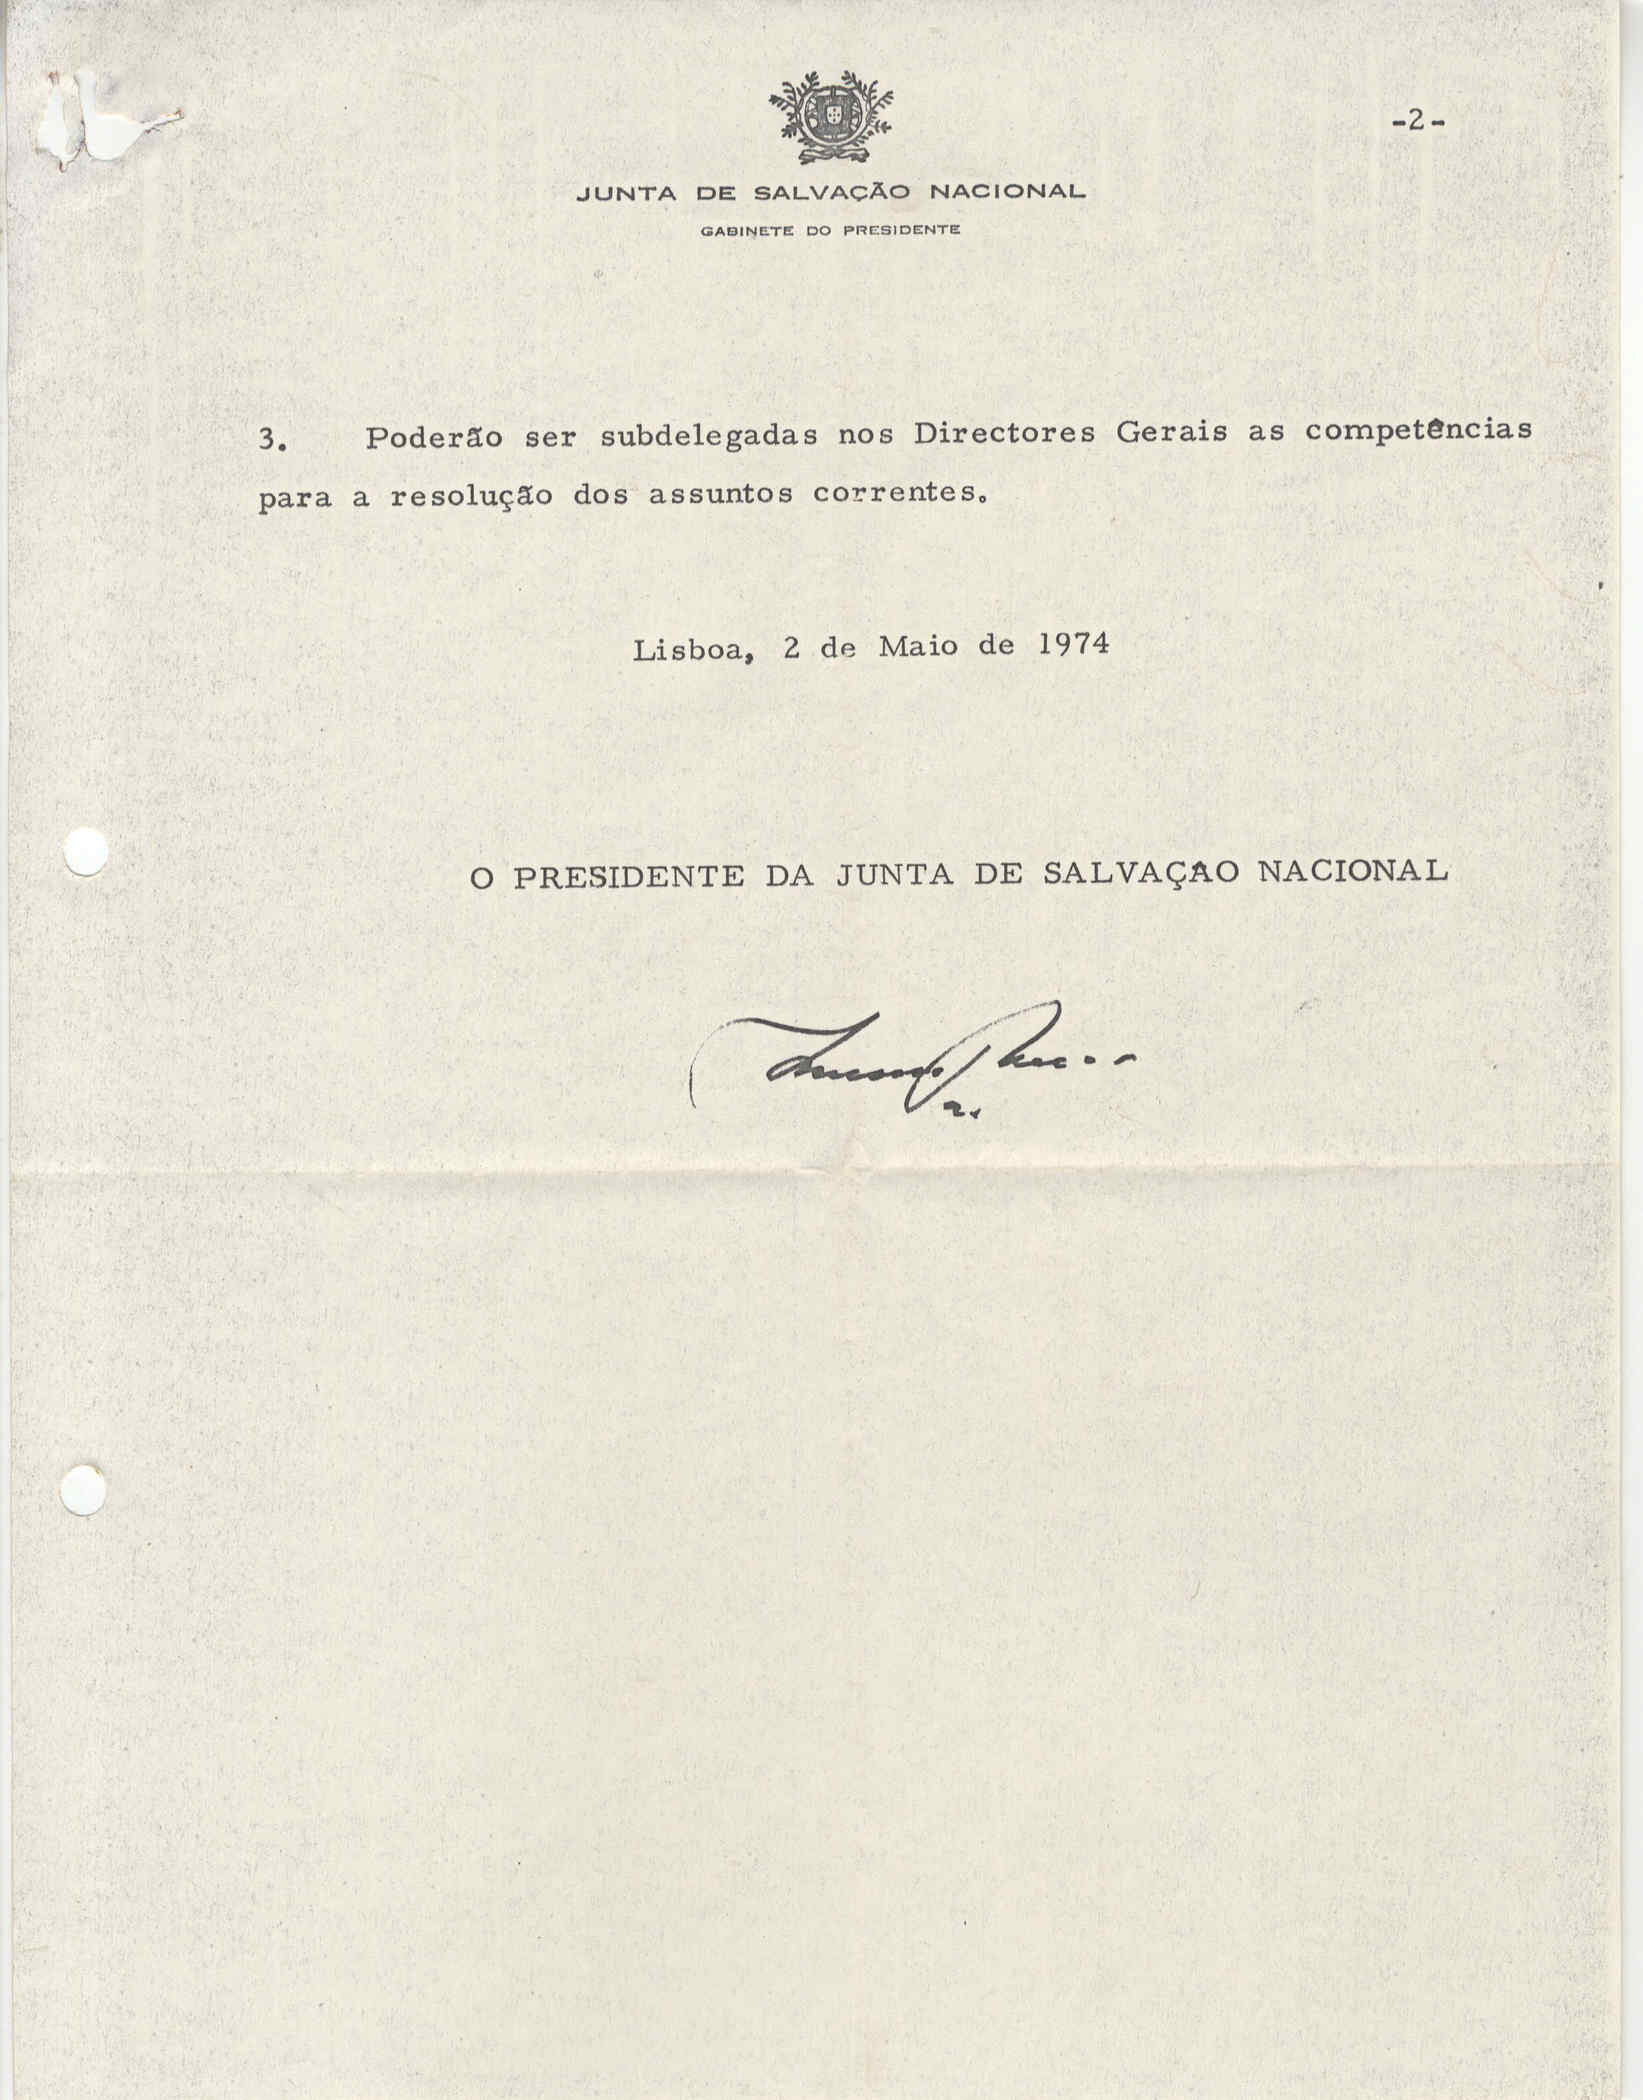 -2-
JUNTA DE SALVAÇÃO NACIONAL
GABINETE DO PRESIDENTE
3. Poderão ser subdelegadas nos Directores Gerais as competências
para a resolução dos assuntos correntes.
Lisboa, 2 de Maio de 1974
O PRESIDENTE DA JUNTA DE SALVAÇÃO NACIONAL